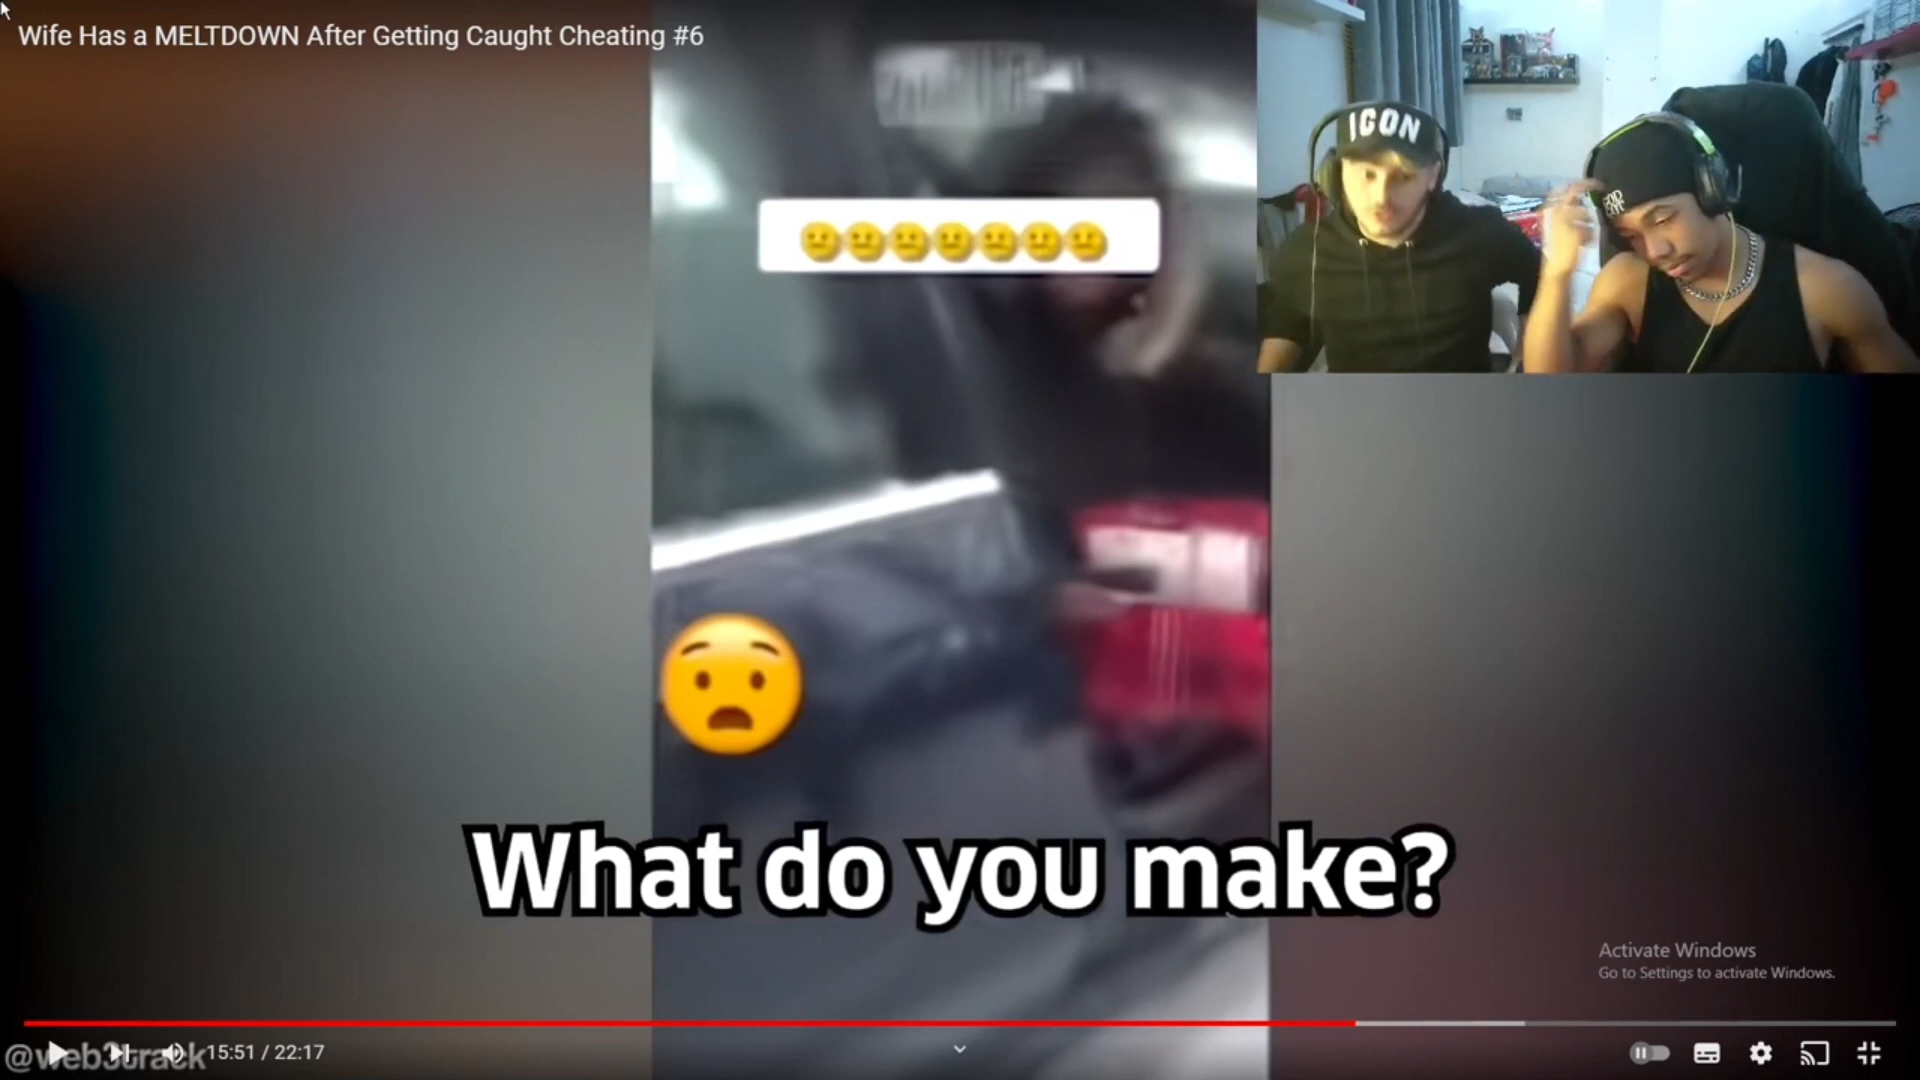 Wife Has a MELTDOWN After Getting Caught Cheating #6
ICON
What do you make?
Activate Windows
Go to Settings to activate Windows.
@web3track
15:51 / 22:17